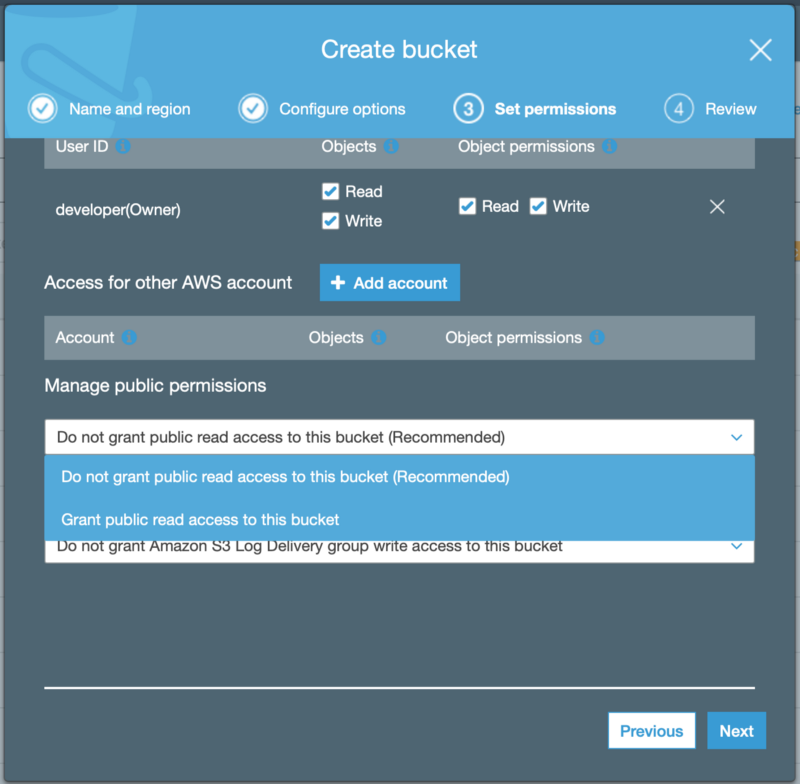 Create bucket
Name and region
Configure options
3 Set permissions
4 Review
User ID Objects Object permissions
Read
developer(Owner) Read Write
Write
Access for other AWS account + Add account
Account Objects Object permissions
Manage public permissions
Do not grant public read access to this bucket (Recommended)
Do not grant public read access to this bucket (Recommended)
Grant public read access to this bucket
Do not grant Amazon S3 Log Delivery group write access to this bucket
Previous Next